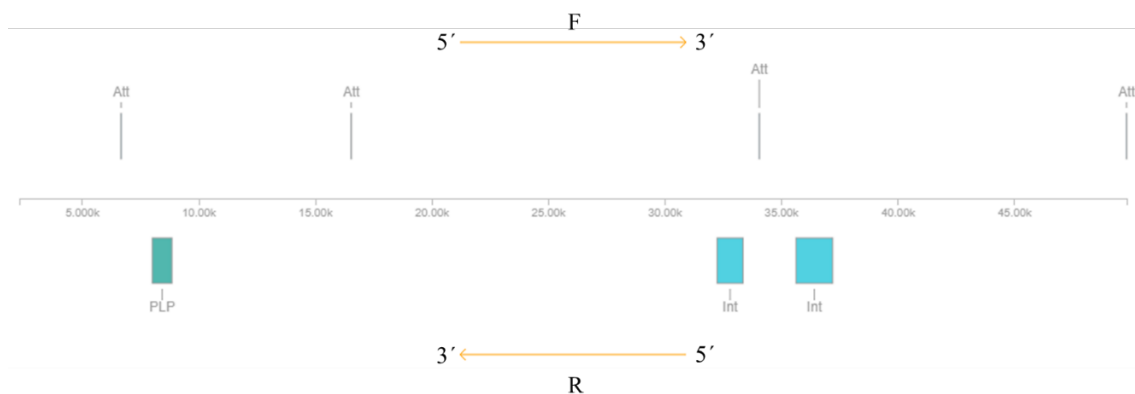 F
5´ 3´
Att
Att Att Att
5.000k 10.00k 15.00k 20.00k 25.00k 30.00k 35.00k 40.00k 45.00k
PLP Int Int
3´ 5´
R